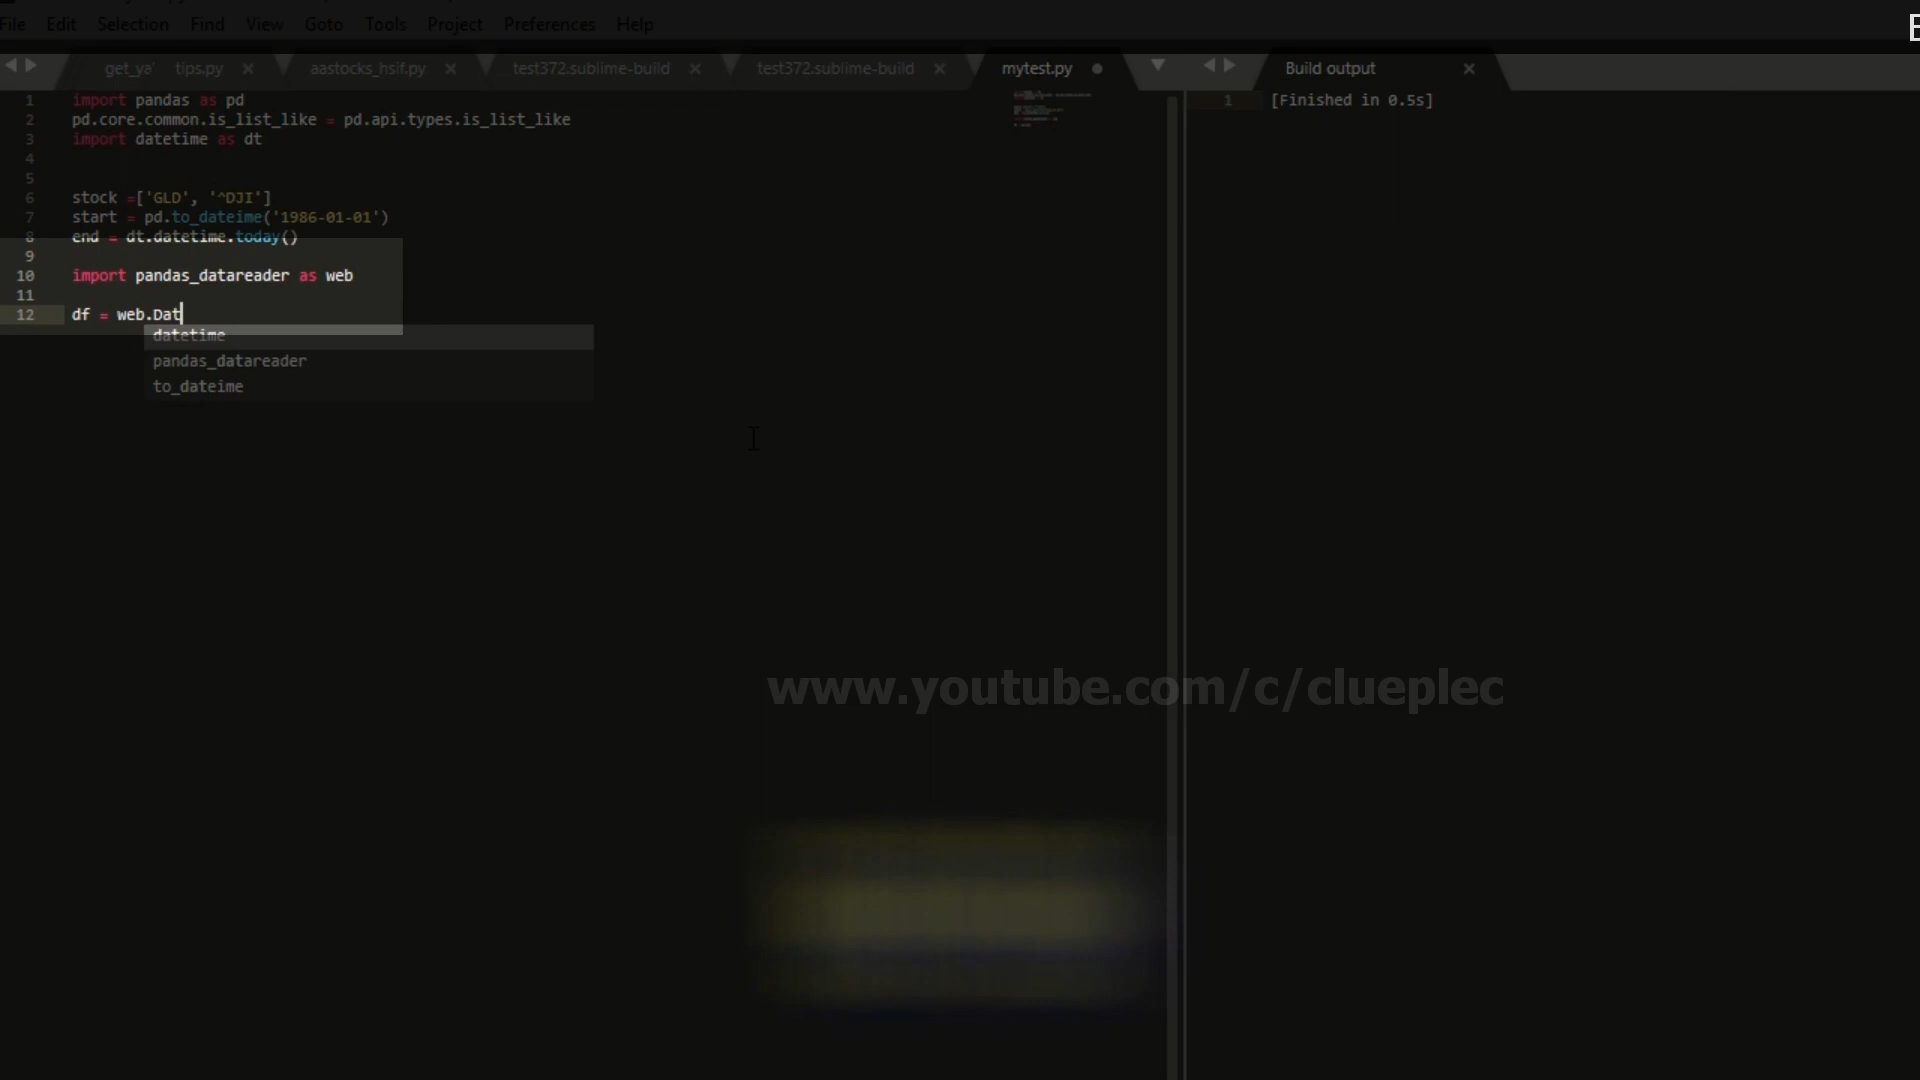 File Edit Selection Find View Goto Tools Project Preferences Help
get_ya tips.py × aastocks_hsif.py × test372.sublime-build × test372.sublime-build × mytest.py Build output ×
1 import pandas as pd
2 pd.core.common.is_list_like = pd.api.types.is_list_like
3 import datetime as dt
4
5
6 stock =['GLD', '^DJI']
7 start = pd.to_dateime('1986-01-01')
8 end = dt.datetime.today()
9
10 import pandas_datareader as web
11
12 df = web.Dat
datetime
pandas_datareader
to_dateime
1 [Finished in 0.5s]
www.youtube.com/c/clueplec